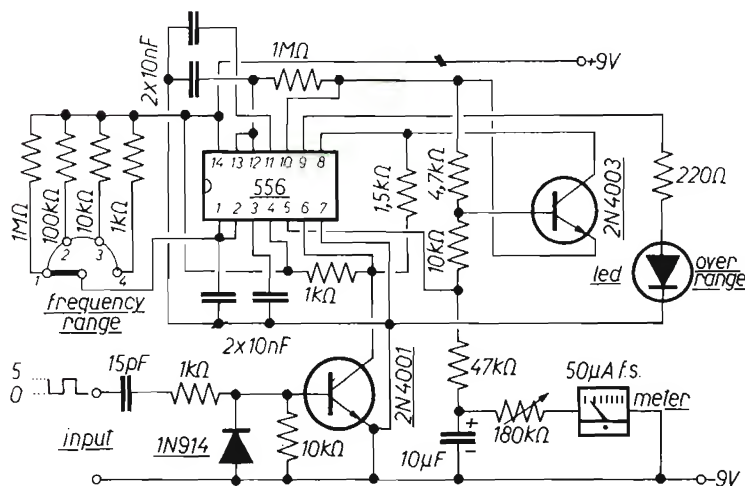 2x10nF
1MΩ
+9V
14 13 12 11 10 9 8
556
1 2 3 4 5 6 7
1MΩ
100kΩ
10kΩ
1kΩ
1 2 3 4
frequency
range
1,5kΩ
4,7kΩ
10kΩ
2N4003
220Ω
led
over
range
1kΩ
2x10nF
47kΩ
5
0
15pF
1kΩ
2N4001
50µA f.s.
meter
input
1N914
10kΩ
10µF
+
-
180kΩ
-9V